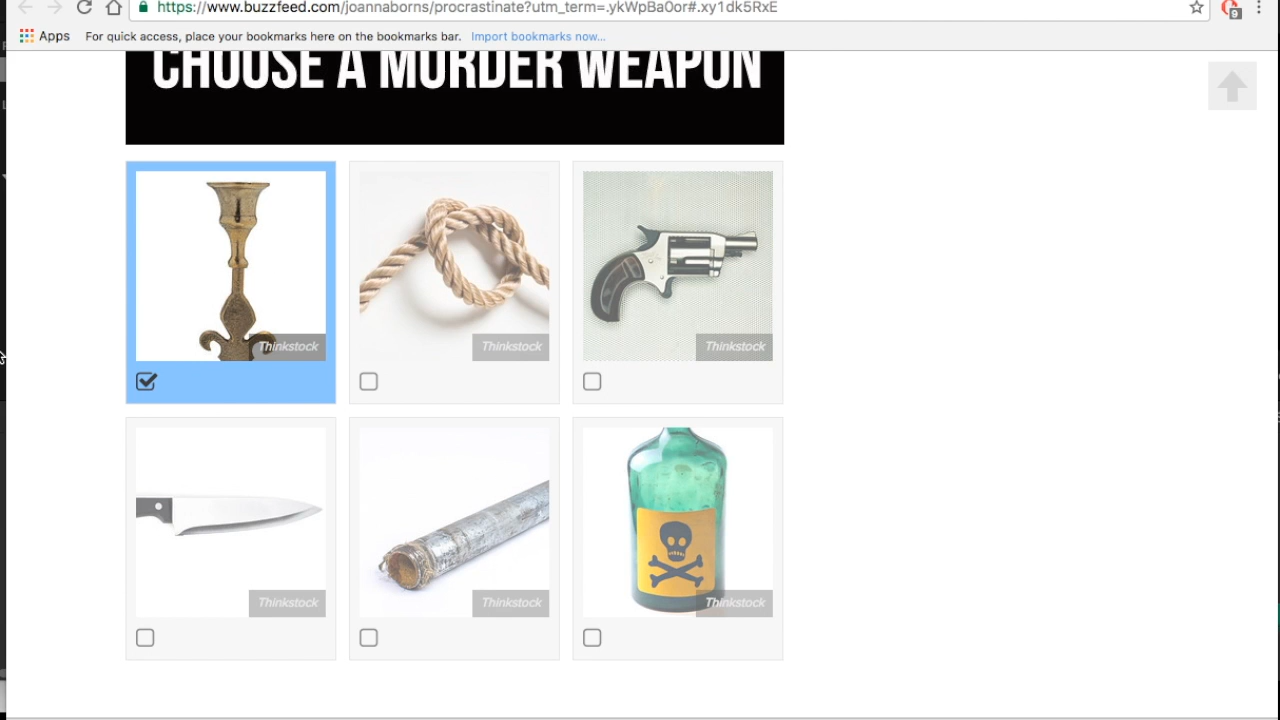 https://www.buzzfeed.com/joannaborns/procrastinate?utm_term=.ykWpBa0or#.xy1dk5RxE
9
Apps For quick access, place your bookmarks here on the bookmarks bar. Import bookmarks now...
CHOOSE A MURDER WEAPON
Thinkstock Thinkstock Thinkstock
Thinkstock Thinkstock Thinkstock